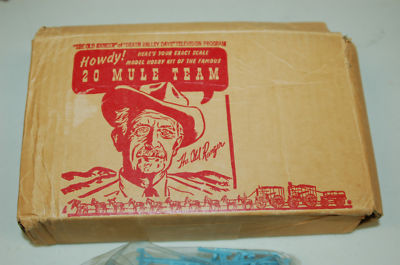 "THE OLD RANGER" of "DEATH VALLEY DAYS" TELEVISION PROGRAM
Howdy!
HERE'S YOUR EXACT SCALE
MODEL HOBBY KIT OF THE FAMOUS
20 MULE TEAM
The Old Ranger